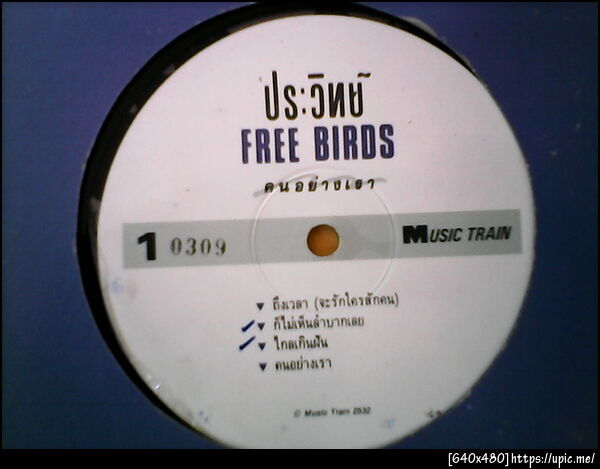 ประวิทย์
FREE BIRDS
คนอย่างเรา
1 0309 MUSIC TRAIN
ถึงเวลา (จะรักใครสักคน)
ก็ไม่เห็นลำบากเลย
ไกลเกินฝัน
คนอย่างเรา
© Music Train 2532
[640x480]https://upic.me/